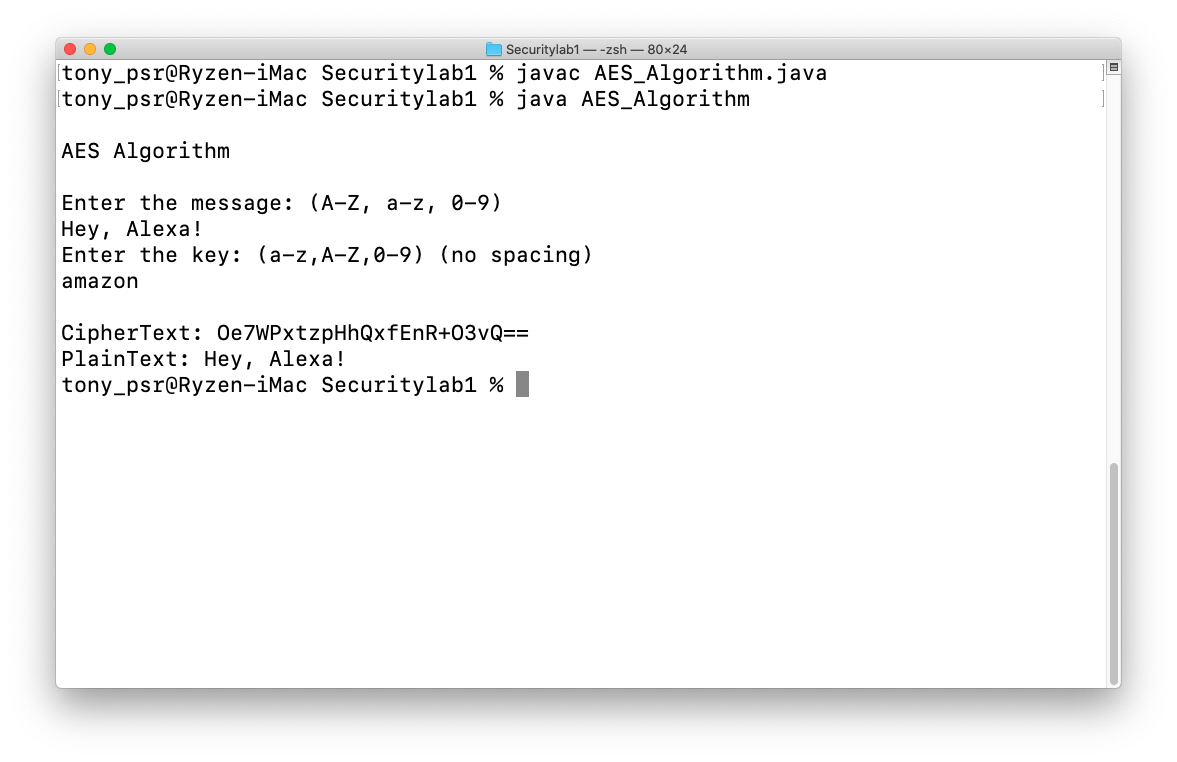 Securitylab1 — -zsh — 80×24
tony_psr@Ryzen-iMac Securitylab1 % javac AES_Algorithm.java
tony_psr@Ryzen-iMac Securitylab1 % java AES_Algorithm
AES Algorithm
Enter the message: (A-Z, a-z, 0-9)
Hey, Alexa!
Enter the key: (a-z,A-Z,0-9) (no spacing)
amazon
CipherText: Oe7WPxtzpHhQxfEnR+O3vQ==
PlainText: Hey, Alexa!
tony_psr@Ryzen-iMac Securitylab1 %